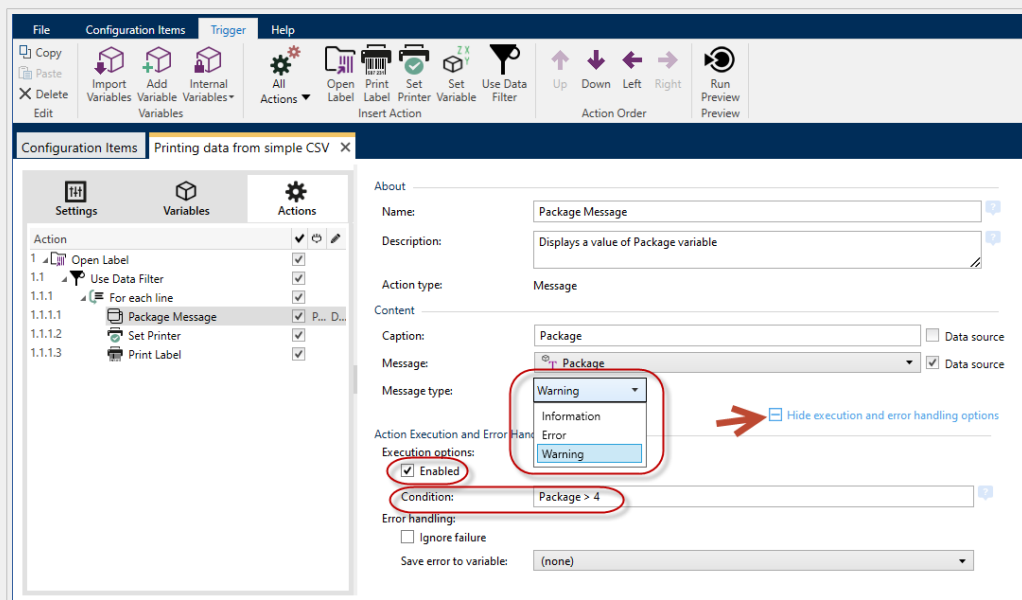 File Configuration Items Trigger Help
Copy
Paste
Delete
Edit
Import Variables
Add Variable
Internal Variables
Variables
All Actions
Open Label
Print Label
Set Printer
Set Variable
Use Data Filter
Insert Action
Up Down Left Right
Action Order
Run Preview
Preview
Configuration Items Printing data from simple CSV
Settings Variables Actions
Action
1 Open Label
1.1 Use Data Filter
1.1.1 For each line
1.1.1.1 Package Message P... D...
1.1.1.2 Set Printer
1.1.1.3 Print Label
About
Name: Package Message
Description: Displays a value of Package variable
Action type: Message
Content
Caption: Package Data source
Message: Package Data source
Message type: Warning
Information
Error
Warning
Hide execution and error handling options
Action Execution and Error Hand
Execution options:
Enabled
Condition: Package > 4
Error handling:
Ignore failure
Save error to variable: (none)